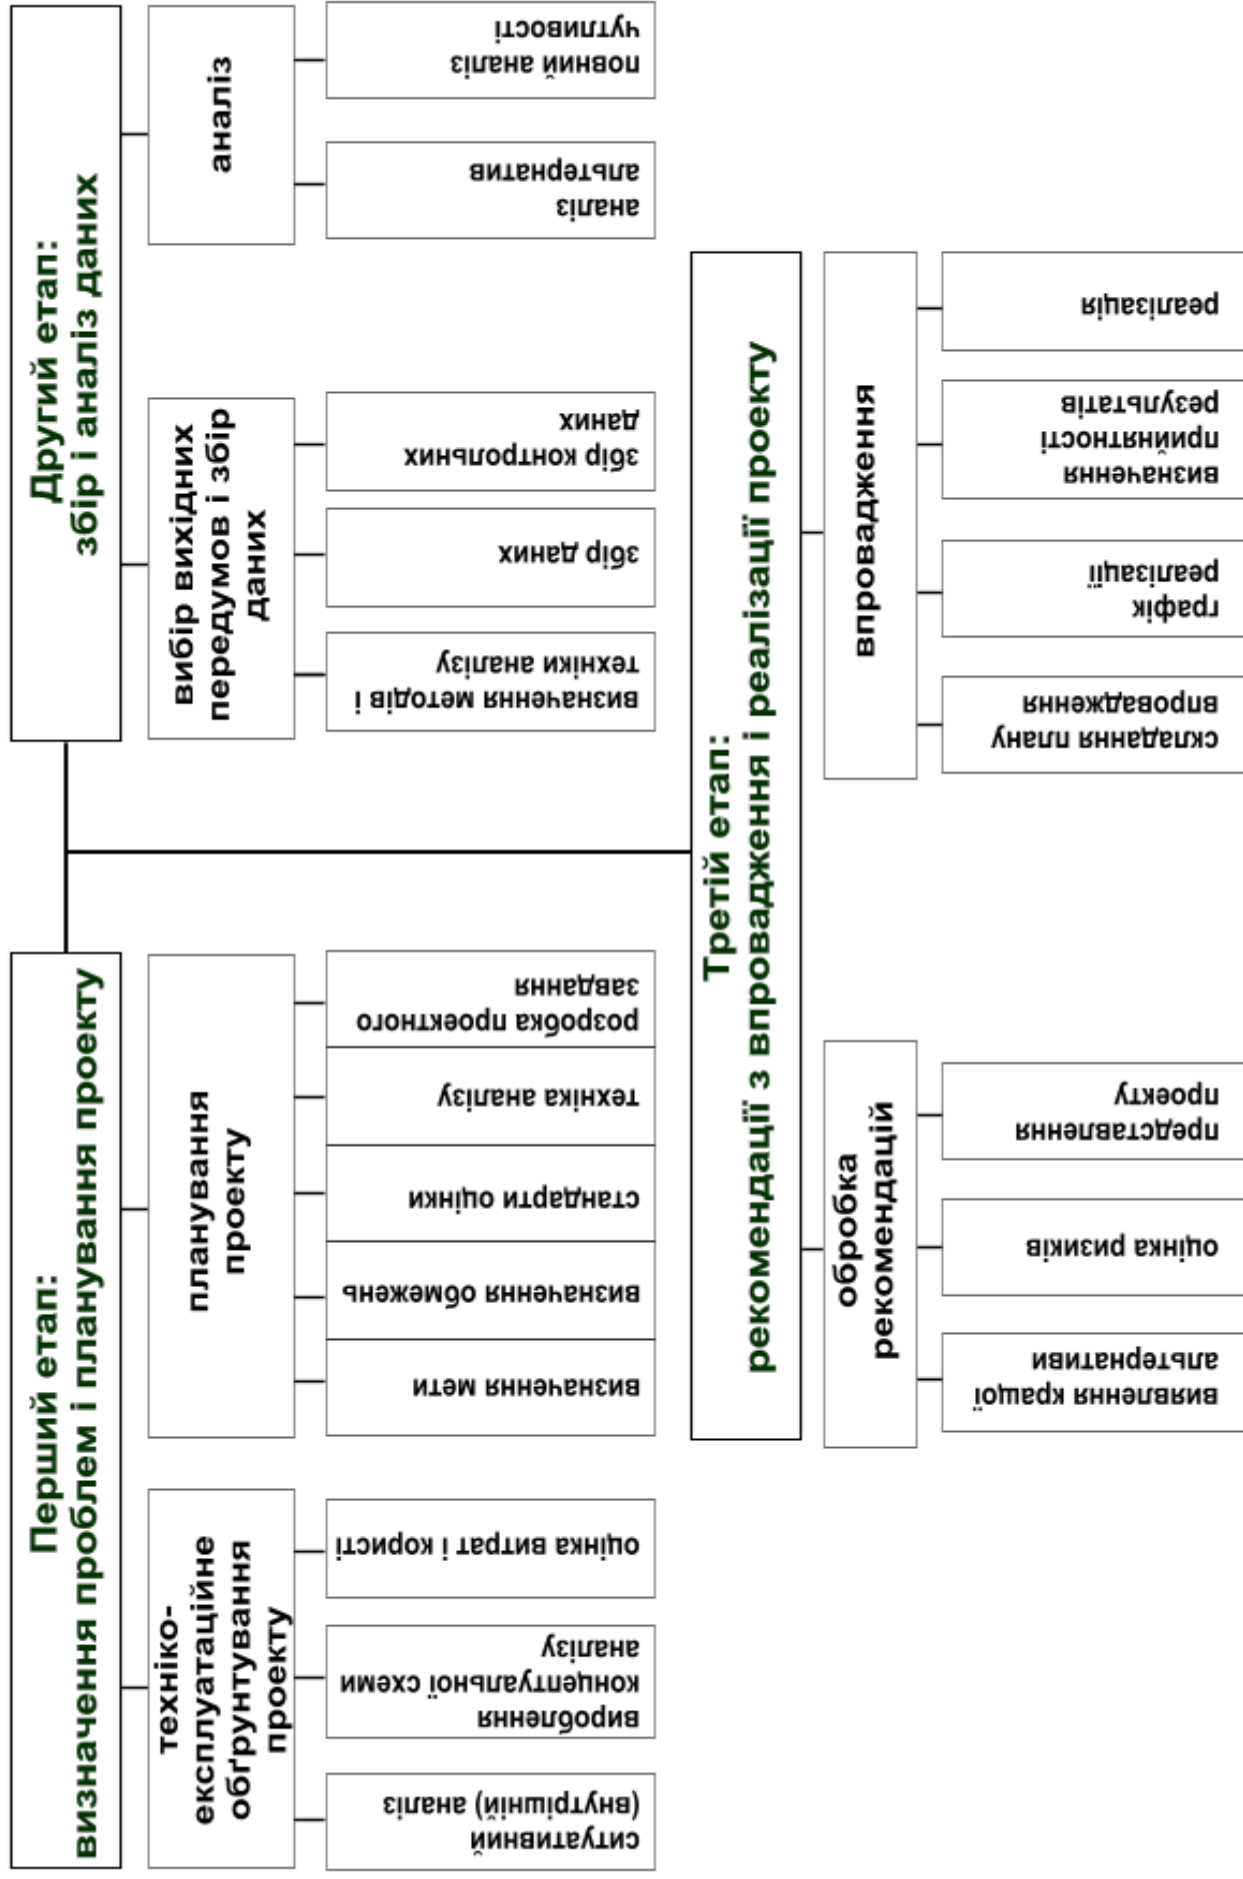 Перший етап:
визначення проблем і планування проекту
техніко-
експлуатаційне
обґрунтування
проекту
ситуативний
(внутрішній) аналіз
вироблення
концептуальної схеми
аналізу
оцінка витрат і користі
планування
проекту
визначення мети
визначення обмежень
стандарти оцінки
техніка аналізу
розробка проектного
завдання
Другий етап:
збір і аналіз даних
вибір вихідних
передумов і збір
даних
визначення методів і
техніки аналізу
збір даних
збір контрольних
даних
аналіз
аналіз
альтернатив
повний аналіз
чутливості
Третій етап:
рекомендації з впровадження і реалізації проекту
обробка
рекомендацій
виявлення кращої
альтернативи
оцінка ризиків
представлення
проекту
впровадження
складання плану
впровадження
графік
реалізації
визначення
прийнятності
результатів
реалізація